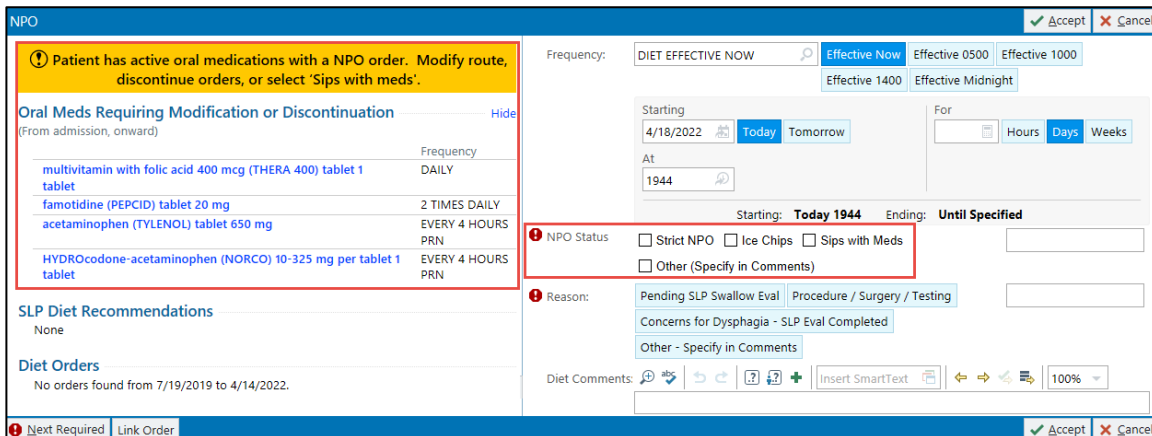 NPO
Accept Cancel
Patient has active oral medications with a NPO order. Modify route,
discontinue orders, or select ‘Sips with meds’.
Oral Meds Requiring Modification or Discontinuation Hide
(From admission, onward)
Frequency
multivitamin with folic acid 400 mcg (THERA 400) tablet 1 DAILY
tablet
famotidine (PEPCID) tablet 20 mg 2 TIMES DAILY
acetaminophen (TYLENOL) tablet 650 mg EVERY 4 HOURS
PRN
HYDROcodone-acetaminophen (NORCO) 10-325 mg per tablet 1 EVERY 4 HOURS
tablet PRN
SLP Diet Recommendations
None
Diet Orders
No orders found from 7/19/2019 to 4/14/2022.
Frequency: DIET EFFECTIVE NOW Effective Now Effective 0500 Effective 1000
Effective 1400 Effective Midnight
Starting For
4/18/2022 Today Tomorrow Hours Days Weeks
At
1944
Starting: Today 1944 Ending: Until Specified
NPO Status Strict NPO Ice Chips Sips with Meds
Other (Specify in Comments)
Reason: Pending SLP Swallow Eval Procedure / Surgery / Testing
Concerns for Dysphagia - SLP Eval Completed
Other - Specify in Comments
Diet Comments: abc Insert SmartText 100%
Next Required Link Order Accept Cancel